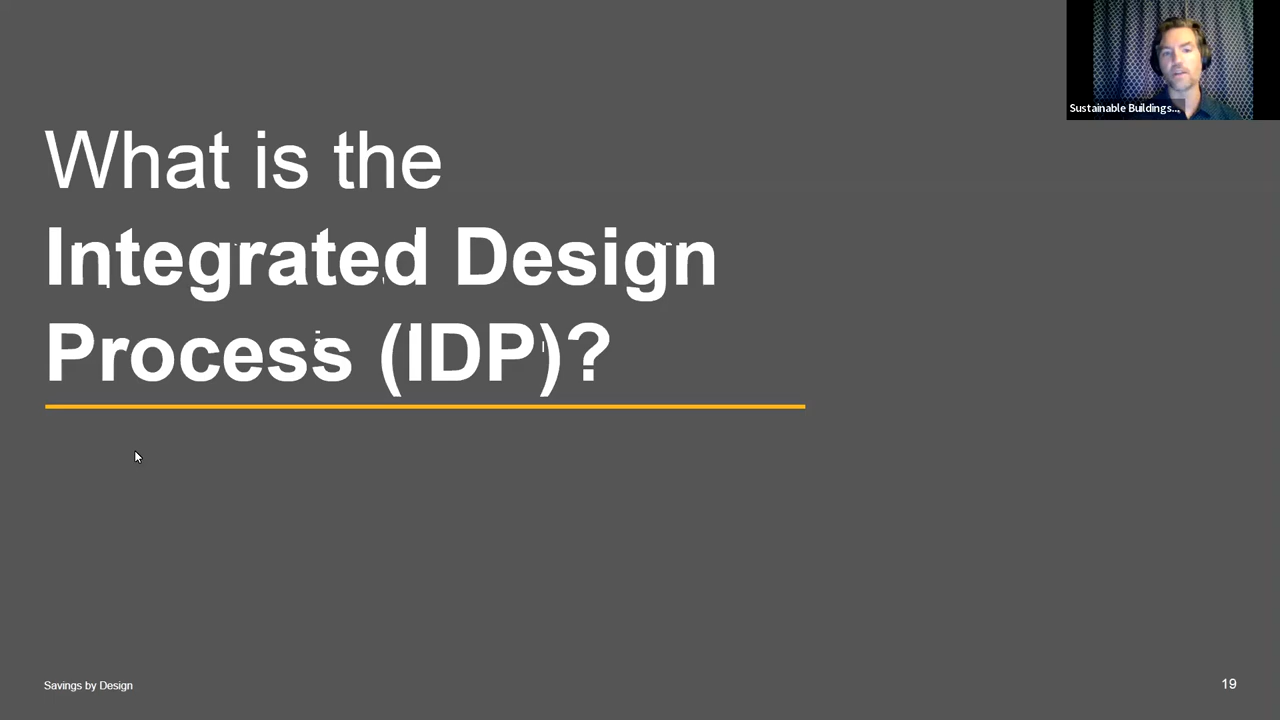 Sustainable Buildings...
What is the
Integrated Design
Process (IDP)?
Savings by Design
19